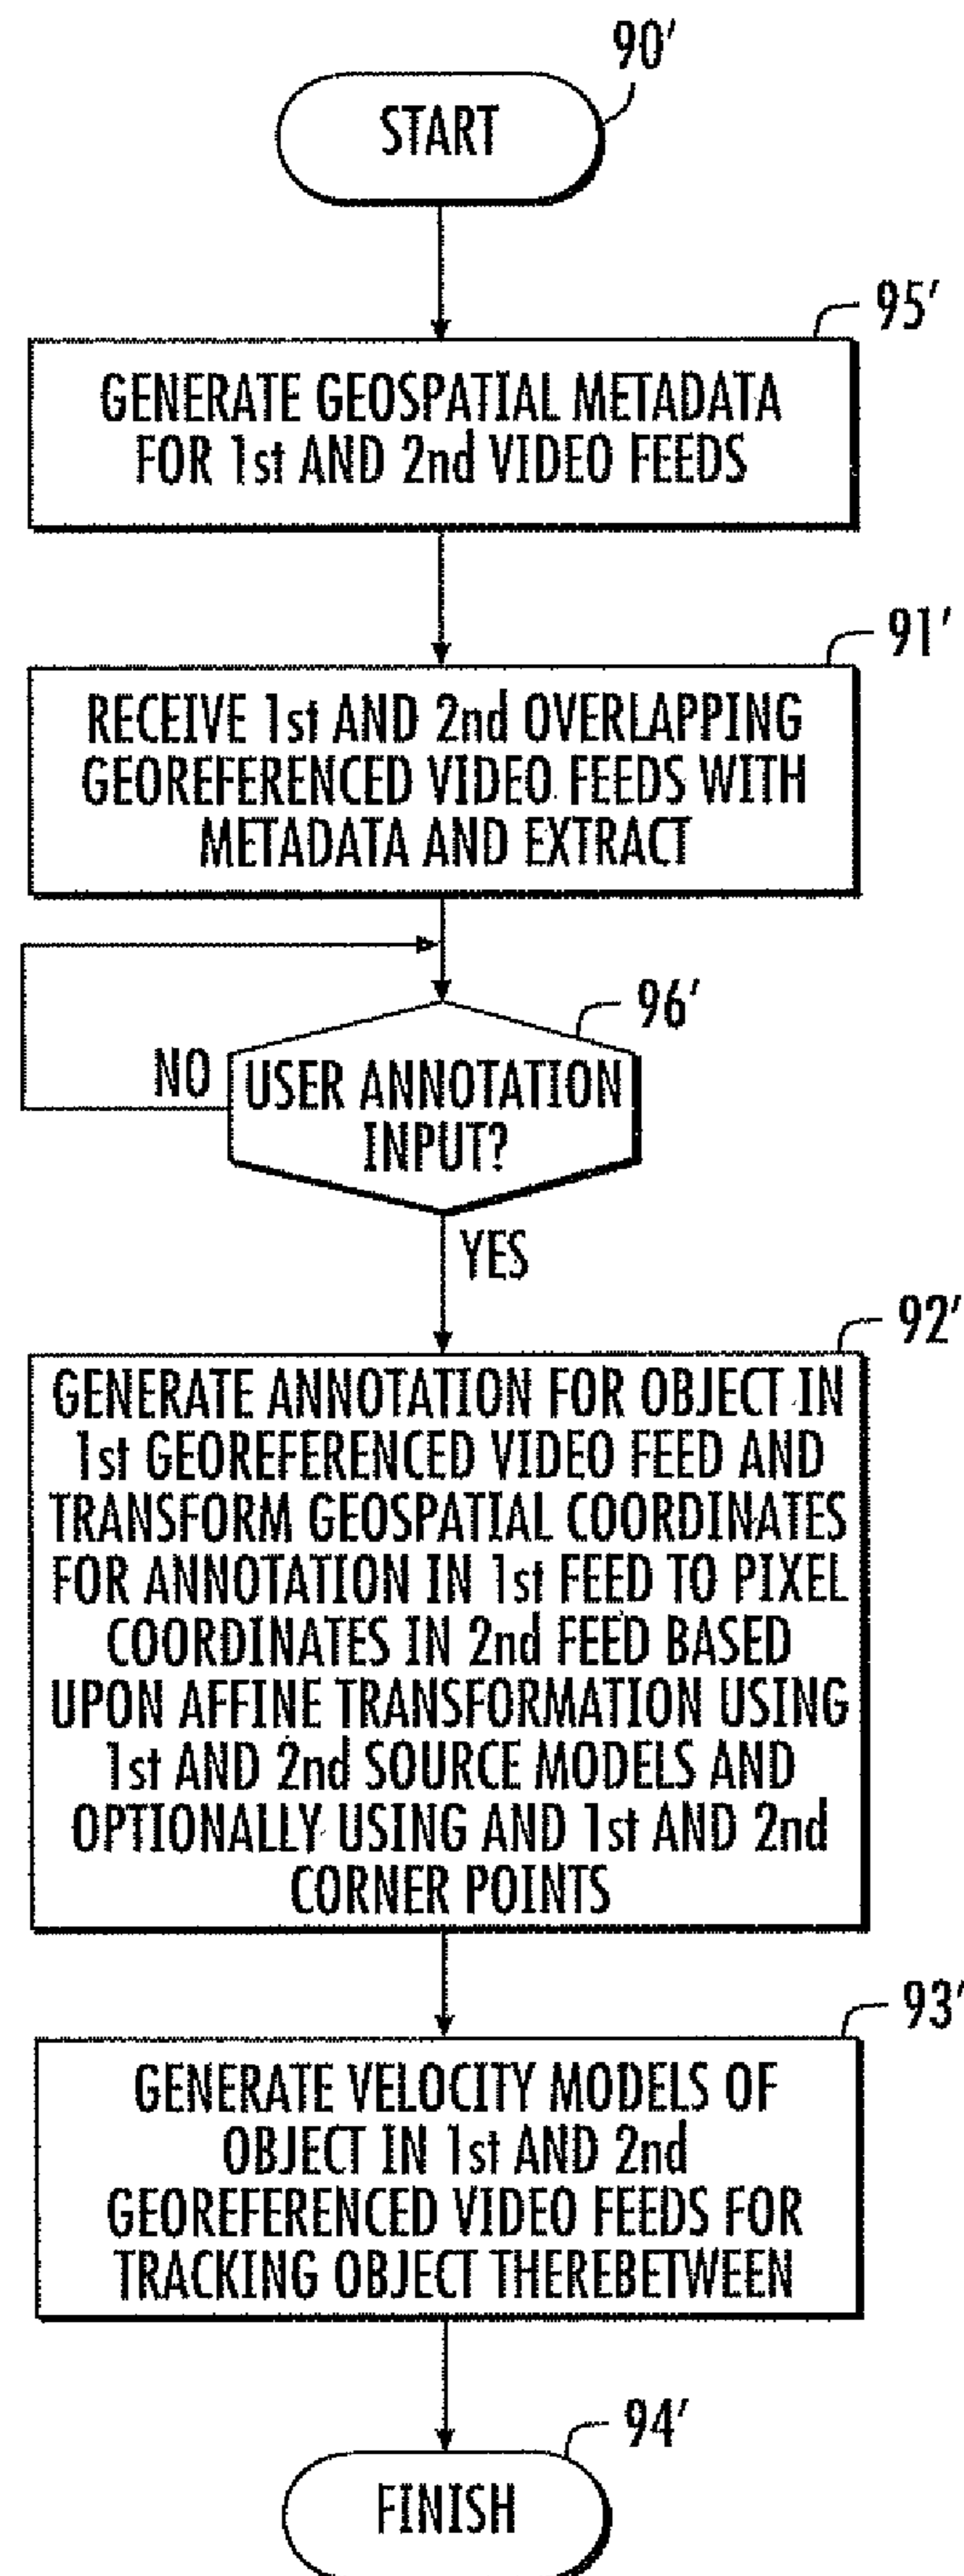 90'
START
95'
GENERATE GEOSPATIAL METADATA
FOR 1st AND 2nd VIDEO FEEDS
91'
RECEIVE 1st AND 2nd OVERLAPPING
GEOREFERENCED VIDEO FEEDS WITH
METADATA AND EXTRACT
96'
NO
USER ANNOTATION
INPUT?
YES
92'
GENERATE ANNOTATION FOR OBJECT IN
1st GEOREFERENCED VIDEO FEED AND
TRANSFORM GEOSPATIAL COORDINATES
FOR ANNOTATION IN 1st FEED TO PIXEL
COORDINATES IN 2nd FEED BASED
UPON AFFINE TRANSFORMATION USING
1st AND 2nd SOURCE MODELS AND
OPTIONALLY USING AND 1st AND 2nd
CORNER POINTS
93'
GENERATE VELOCITY MODELS OF
OBJECT IN 1st AND 2nd
GEOREFERENCED VIDEO FEEDS FOR
TRACKING OBJECT THEREBETWEEN
94'
FINISH